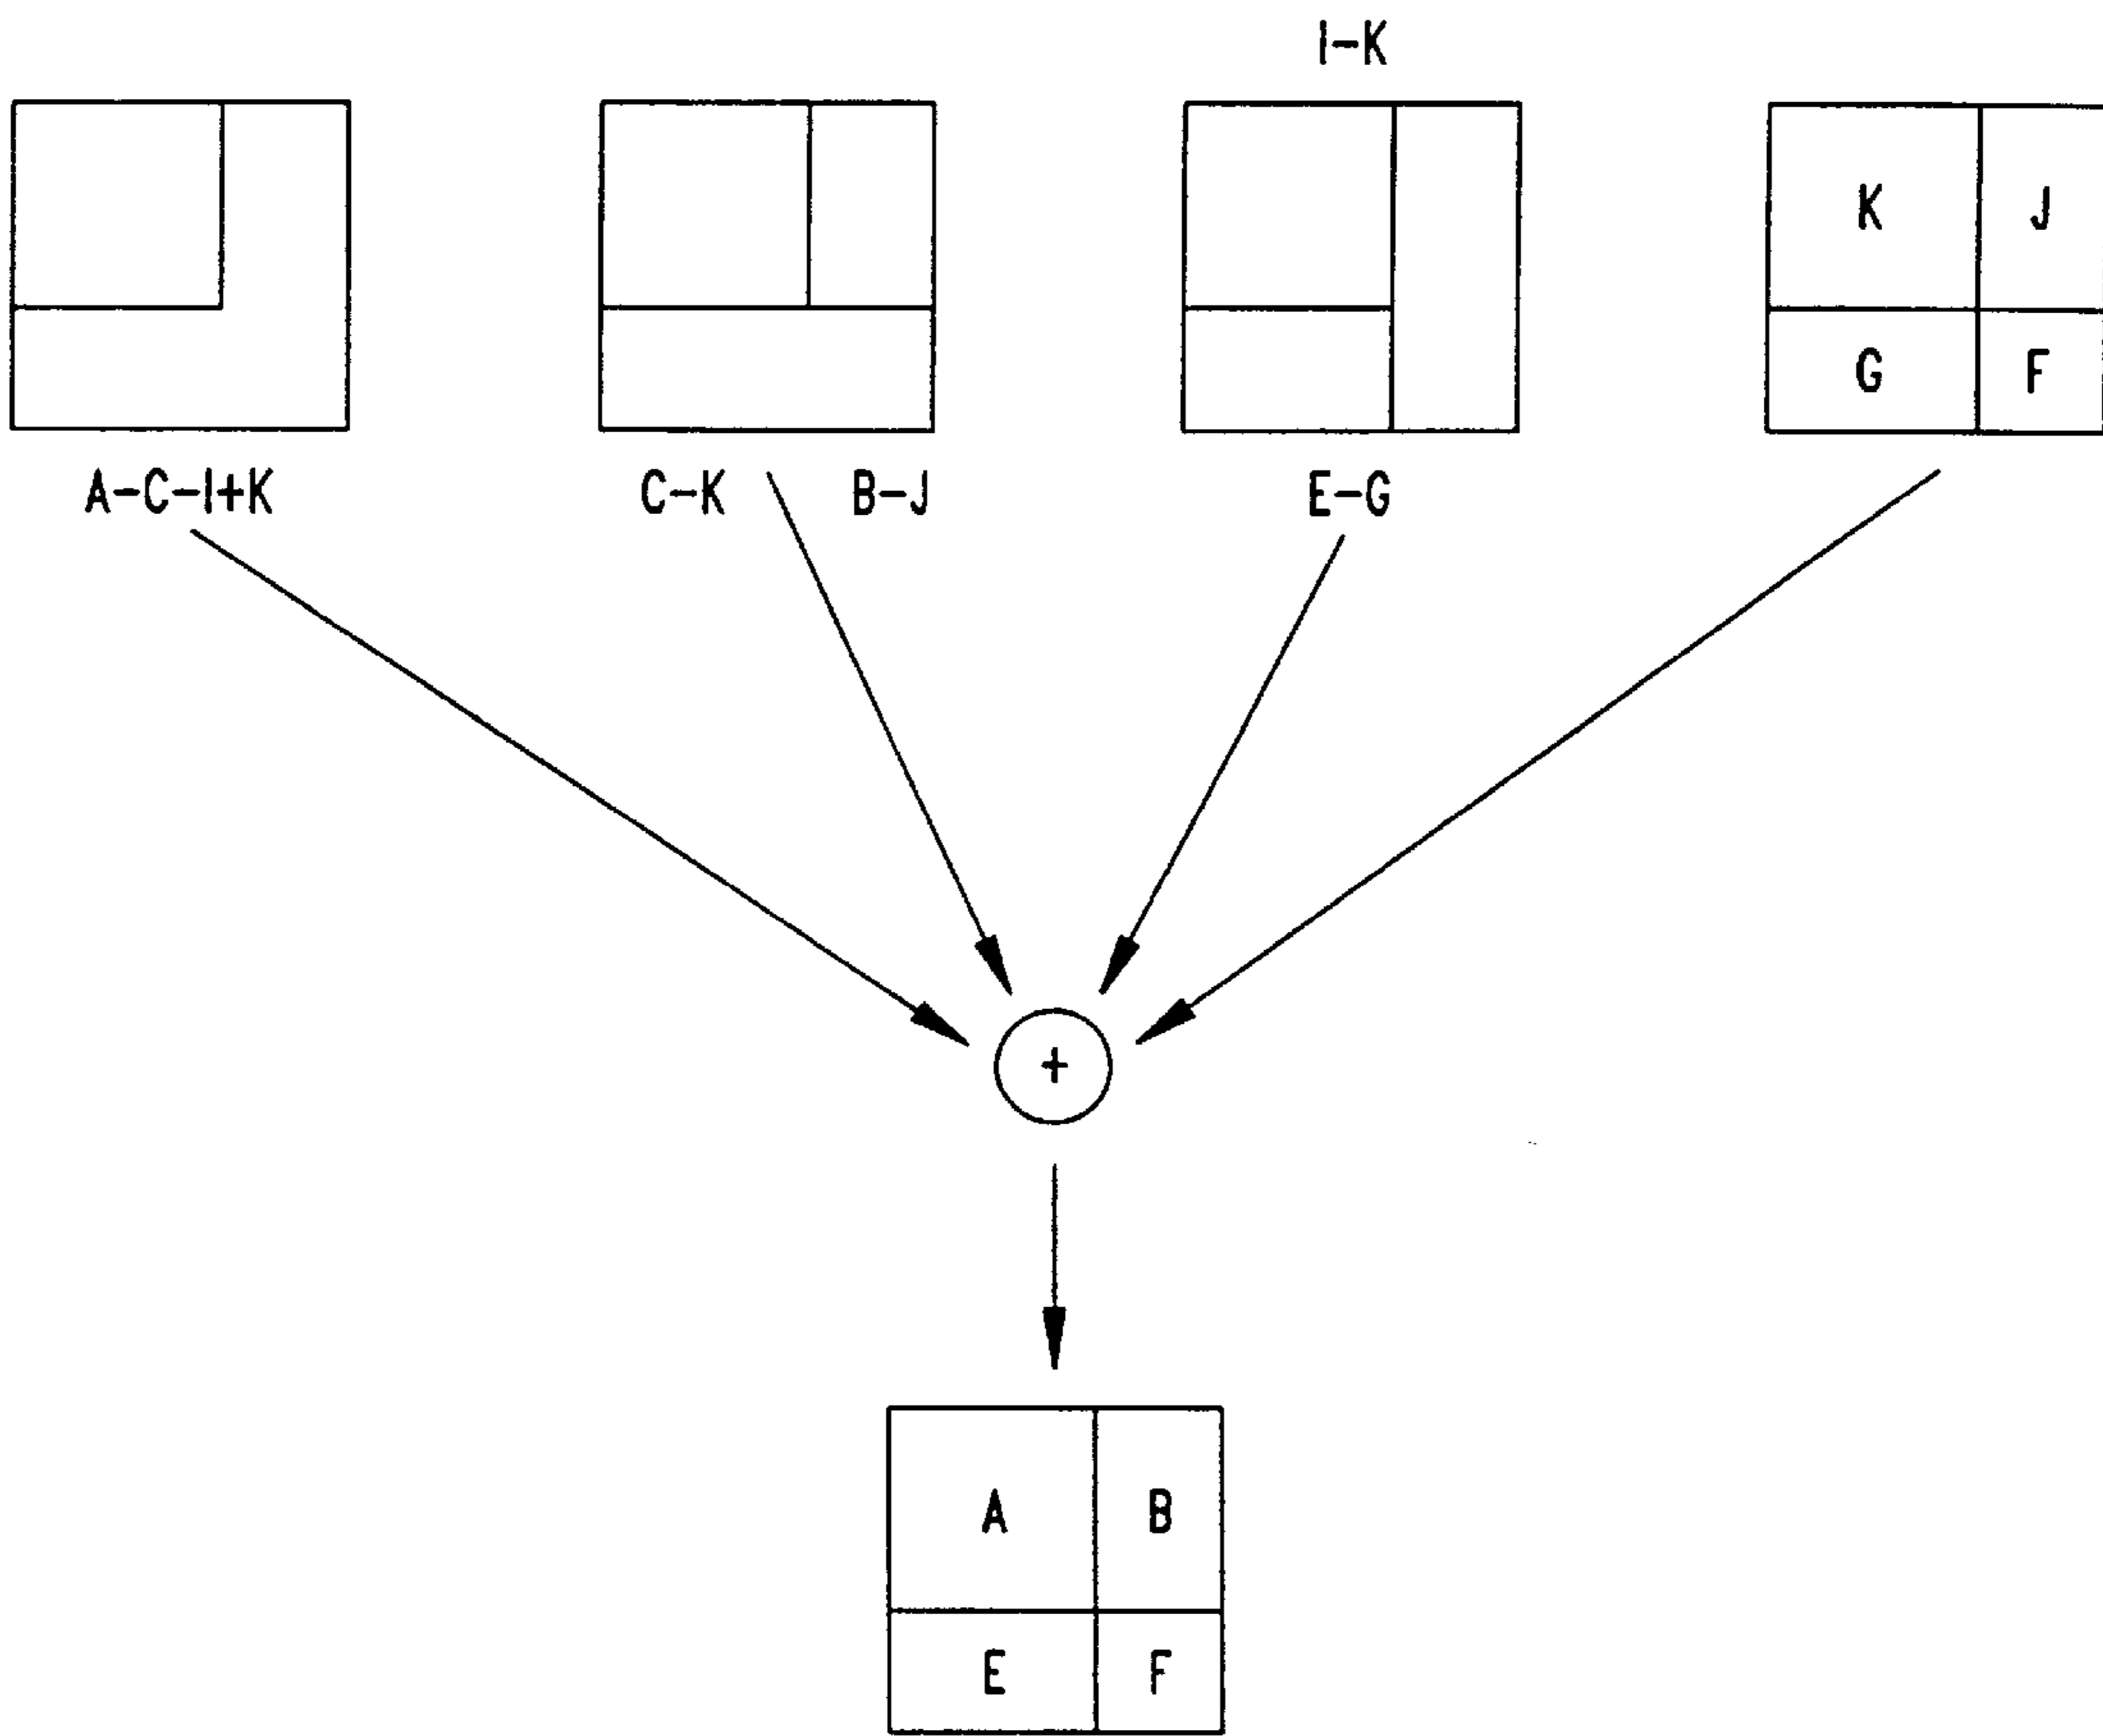 I-K
K J
G F
A-C-I+K C-K B-J E-G
+
A B
E F